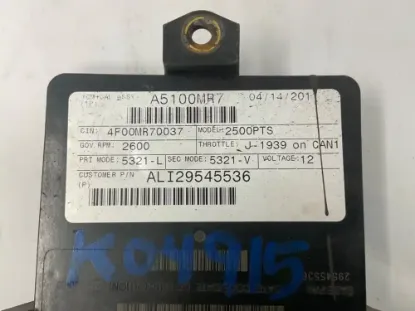 A5100MR7 04/14/201
CIN: 4F00MR70037 MODEL: 2500PTS
GOV RPM: 2600 THROTTLE: J-1939 on CAN1
PRI MODE: 5321-L SEC MODE: 5321-V VOLTAGE: 12
CUSTOMER P/N ALI29545536
(P)
K04915